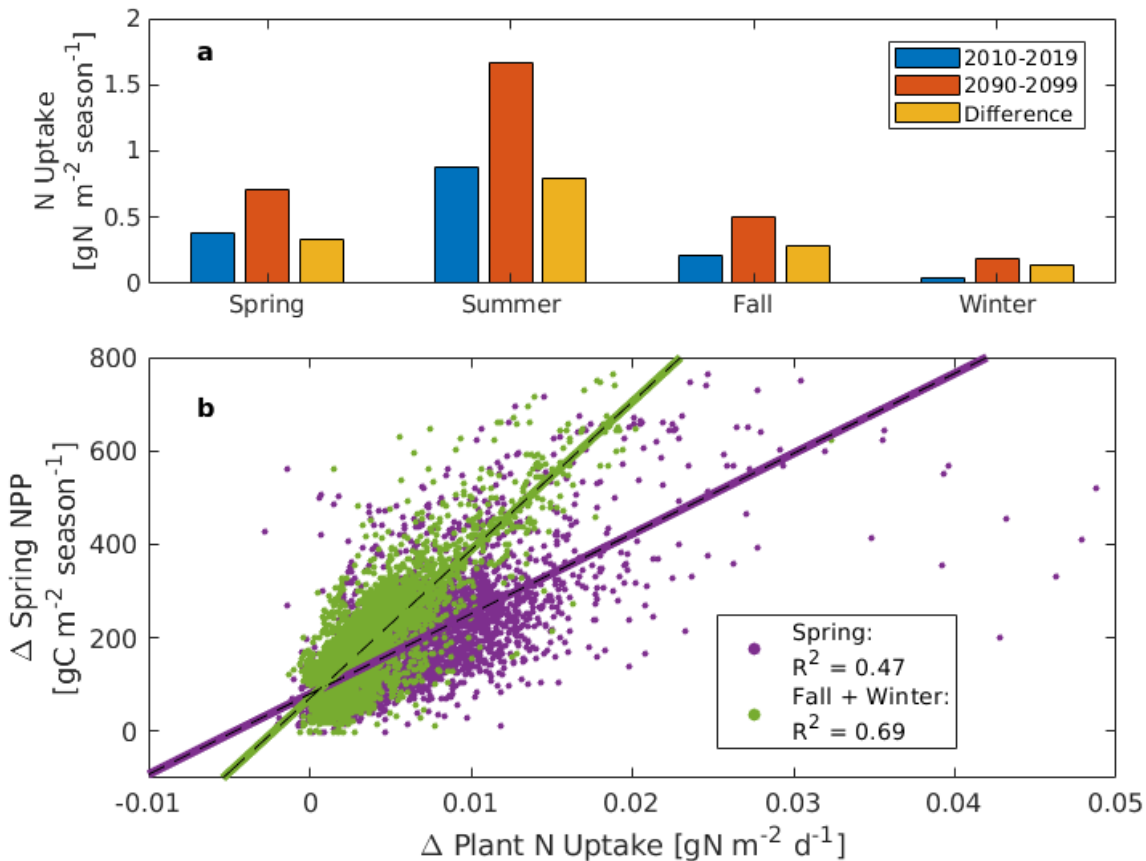 2
1.5
1
0.5
0
N Uptake
[gN m⁻² season⁻¹]
a
2010-2019
2090-2099
Difference
Spring
Summer
Fall
Winter
800
600
400
200
0
Δ Spring NPP
[gC m⁻² season⁻¹]
b
Spring:
R² = 0.47
Fall + Winter:
R² = 0.69
-0.01
0
0.01
0.02
0.03
0.04
0.05
Δ Plant N Uptake [gN m⁻² d⁻¹]